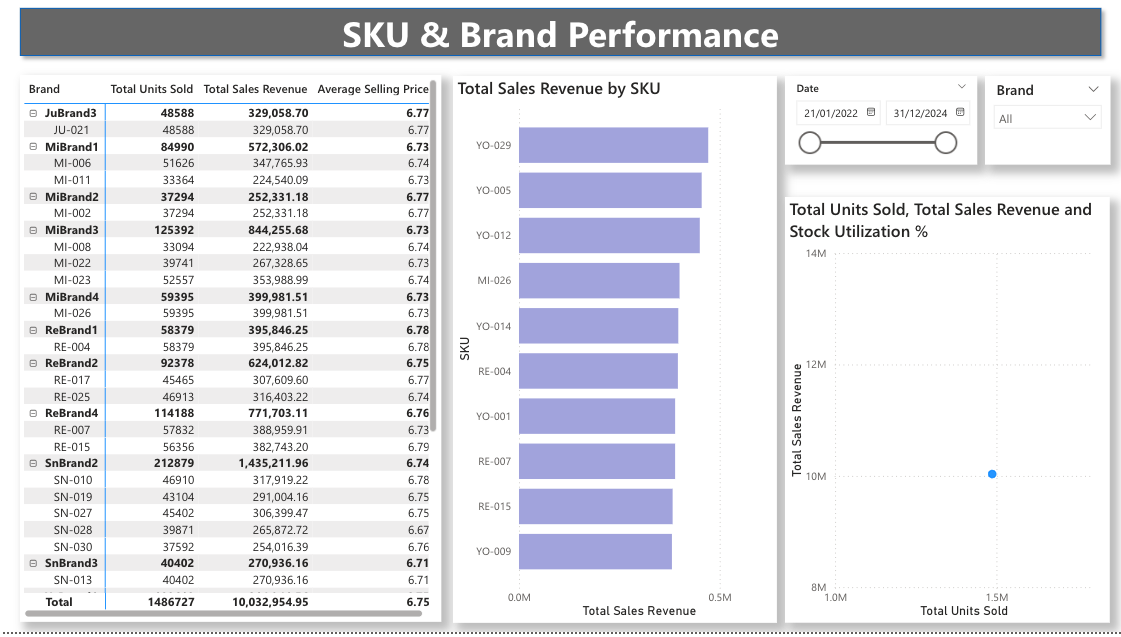 SKU & Brand Performance
Brand Total Units Sold Total Sales Revenue Average Selling Price
JuBrand3 48588 329,058.70 6.77
JU-021 48588 329,058.70 6.77
MiBrand1 84990 572,306.02 6.73
MI-006 51626 347,765.93 6.74
MI-011 33364 224,540.09 6.73
MiBrand2 37294 252,331.18 6.77
MI-002 37294 252,331.18 6.77
MiBrand3 125392 844,255.68 6.73
MI-008 33094 222,938.04 6.74
MI-022 39741 267,328.65 6.73
MI-023 52557 353,988.99 6.74
MiBrand4 59395 399,981.51 6.73
MI-026 59395 399,981.51 6.73
ReBrand1 58379 395,846.25 6.78
RE-004 58379 395,846.25 6.78
ReBrand2 92378 624,012.82 6.75
RE-017 45465 307,609.60 6.77
RE-025 46913 316,403.22 6.74
ReBrand4 114188 771,703.11 6.76
RE-007 57832 388,959.91 6.73
RE-015 56356 382,743.20 6.79
SnBrand2 212879 1,435,211.96 6.74
SN-010 46910 317,919.22 6.78
SN-019 43104 291,004.16 6.75
SN-027 45402 306,399.47 6.75
SN-028 39871 265,872.72 6.67
SN-030 37592 254,016.39 6.76
SnBrand3 40402 270,936.16 6.71
SN-013 40402 270,936.16 6.71
Total 1486727 10,032,954.95 6.75
Total Sales Revenue by SKU
SKU
YO-029
YO-005
YO-012
MI-026
YO-014
RE-004
YO-001
RE-007
RE-015
YO-009
0.0M 0.5M
Total Sales Revenue
Date
21/01/2022 31/12/2024
Brand
All
Total Units Sold, Total Sales Revenue and
Stock Utilization %
Total Sales Revenue
14M
12M
10M
8M
1.0M 1.5M
Total Units Sold